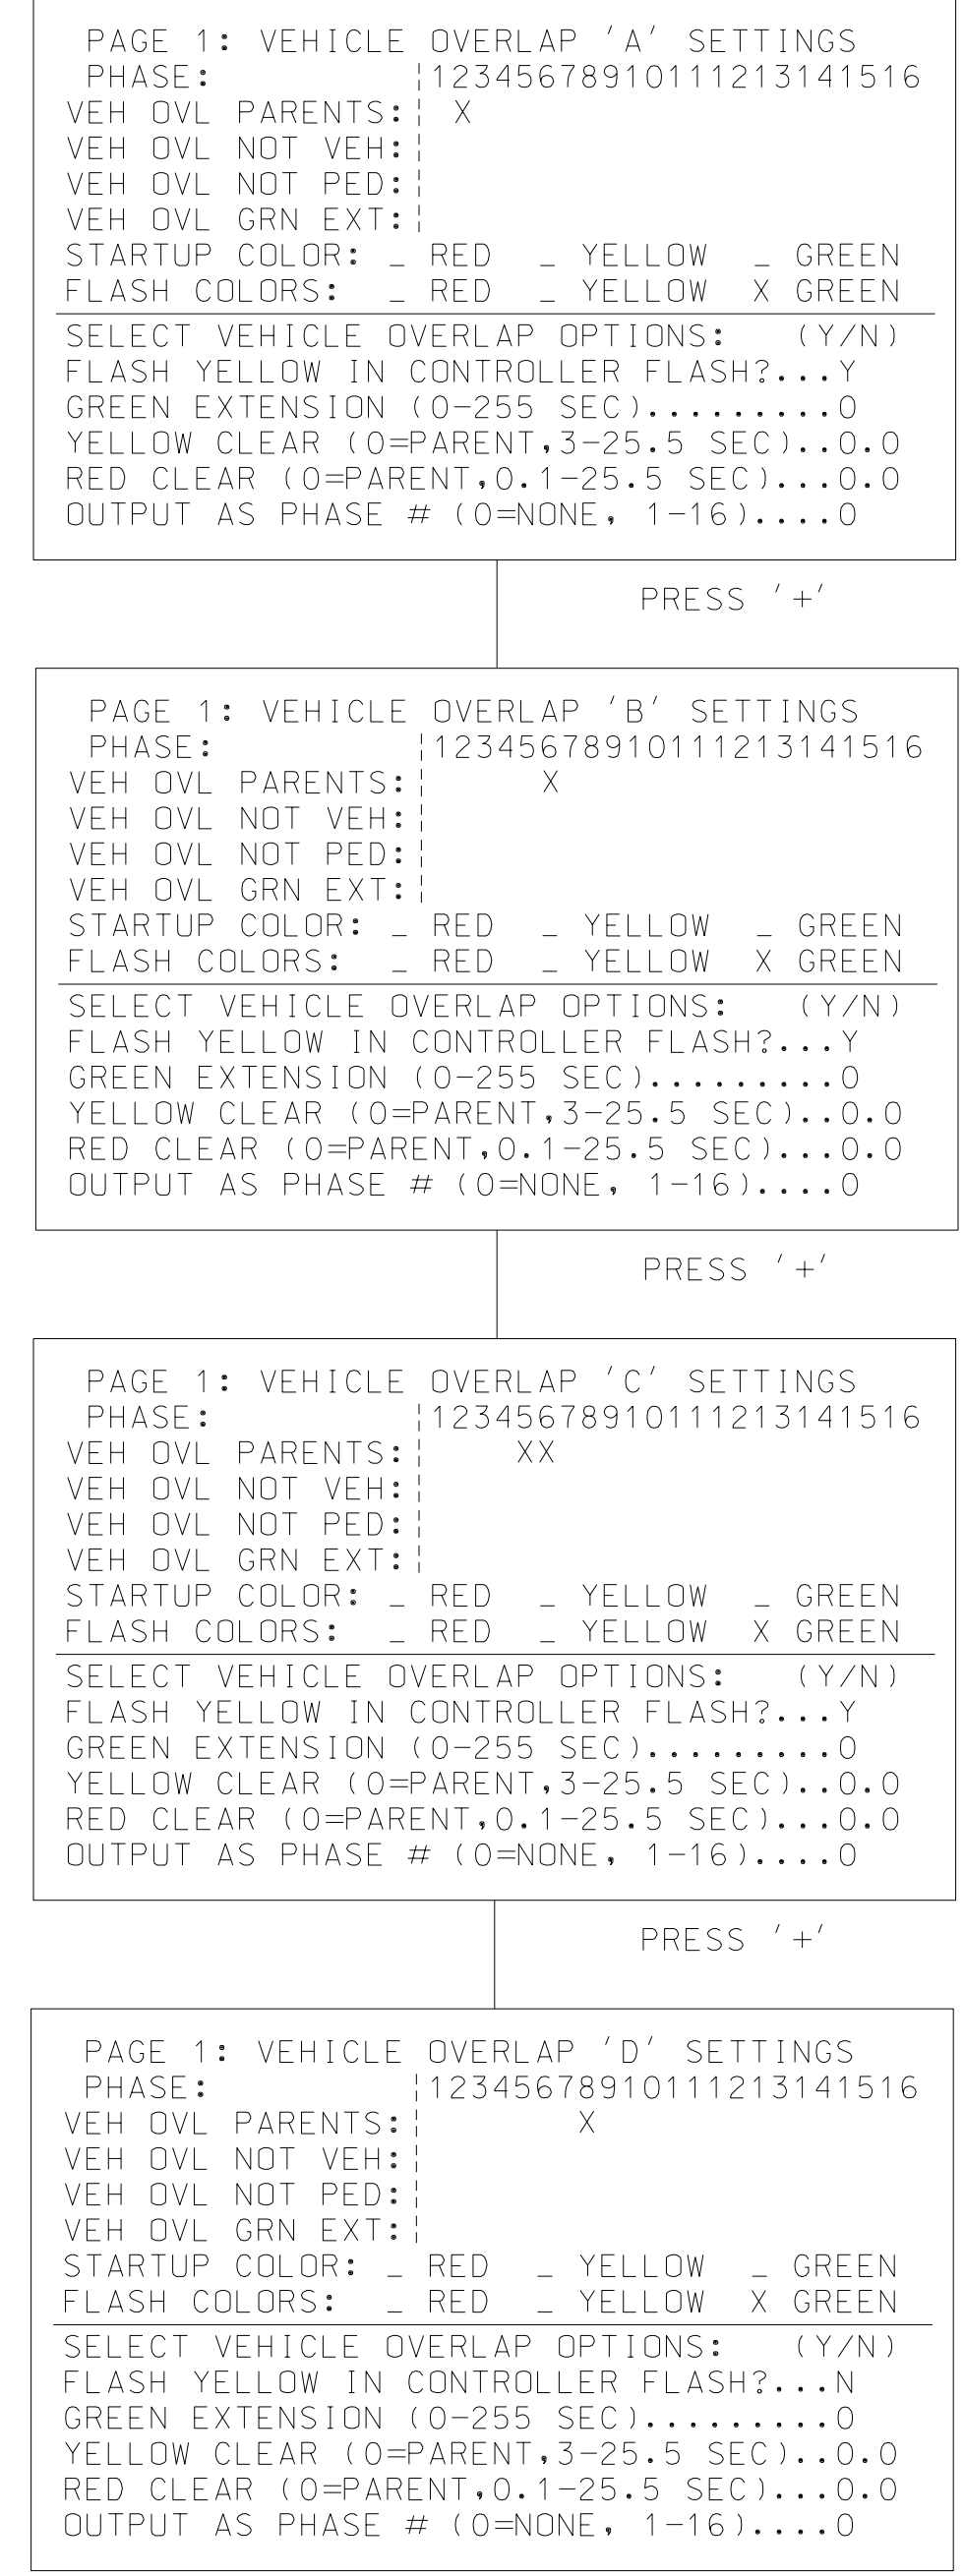 PAGE 1: VEHICLE OVERLAP 'A' SETTINGS
PHASE: |12345678910111213141516
VEH OVL PARENTS:| X
VEH OVL NOT VEH:|
VEH OVL NOT PED:|
VEH OVL GRN EXT:|
STARTUP COLOR: _ RED _ YELLOW _ GREEN
FLASH COLORS: _ RED _ YELLOW X GREEN
SELECT VEHICLE OVERLAP OPTIONS: (Y/N)
FLASH YELLOW IN CONTROLLER FLASH?...Y
GREEN EXTENSION (0-255 SEC).........0
YELLOW CLEAR (0=PARENT,3-25.5 SEC)..0.0
RED CLEAR (0=PARENT,0.1-25.5 SEC)...0.0
OUTPUT AS PHASE # (0=NONE, 1-16)....0
PRESS '+'
PAGE 1: VEHICLE OVERLAP 'B' SETTINGS
PHASE: |12345678910111213141516
VEH OVL PARENTS:| X
VEH OVL NOT VEH:|
VEH OVL NOT PED:|
VEH OVL GRN EXT:|
STARTUP COLOR: _ RED _ YELLOW _ GREEN
FLASH COLORS: _ RED _ YELLOW X GREEN
SELECT VEHICLE OVERLAP OPTIONS: (Y/N)
FLASH YELLOW IN CONTROLLER FLASH?...Y
GREEN EXTENSION (0-255 SEC).........0
YELLOW CLEAR (0=PARENT,3-25.5 SEC)..0.0
RED CLEAR (0=PARENT,0.1-25.5 SEC)...0.0
OUTPUT AS PHASE # (0=NONE, 1-16)....0
PRESS '+'
PAGE 1: VEHICLE OVERLAP 'C' SETTINGS
PHASE: |12345678910111213141516
VEH OVL PARENTS:| XX
VEH OVL NOT VEH:|
VEH OVL NOT PED:|
VEH OVL GRN EXT:|
STARTUP COLOR: _ RED _ YELLOW _ GREEN
FLASH COLORS: _ RED _ YELLOW X GREEN
SELECT VEHICLE OVERLAP OPTIONS: (Y/N)
FLASH YELLOW IN CONTROLLER FLASH?...Y
GREEN EXTENSION (0-255 SEC).........0
YELLOW CLEAR (0=PARENT,3-25.5 SEC)..0.0
RED CLEAR (0=PARENT,0.1-25.5 SEC)...0.0
OUTPUT AS PHASE # (0=NONE, 1-16)....0
PRESS '+'
PAGE 1: VEHICLE OVERLAP 'D' SETTINGS
PHASE: |12345678910111213141516
VEH OVL PARENTS:| X
VEH OVL NOT VEH:|
VEH OVL NOT PED:|
VEH OVL GRN EXT:|
STARTUP COLOR: _ RED _ YELLOW _ GREEN
FLASH COLORS: _ RED _ YELLOW X GREEN
SELECT VEHICLE OVERLAP OPTIONS: (Y/N)
FLASH YELLOW IN CONTROLLER FLASH?...N
GREEN EXTENSION (0-255 SEC).........0
YELLOW CLEAR (0=PARENT,3-25.5 SEC)..0.0
RED CLEAR (0=PARENT,0.1-25.5 SEC)...0.0
OUTPUT AS PHASE # (0=NONE, 1-16)....0